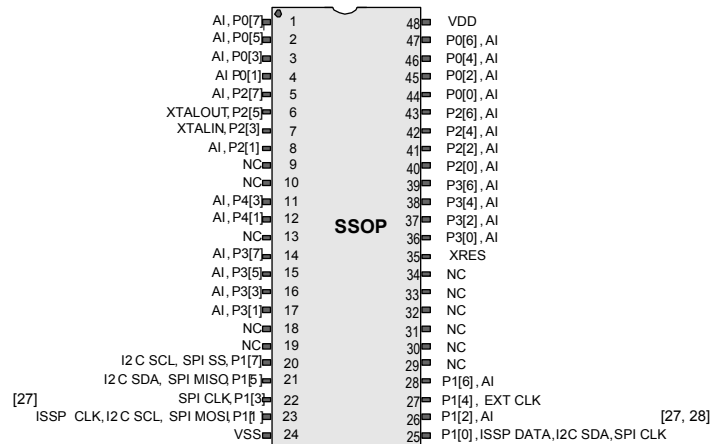 AI, P0[7] 1 48 VDD
AI, P0[5] 2 47 P0[6], AI
AI, P0[3] 3 46 P0[4], AI
AI P0[1] 4 45 P0[2], AI
AI, P2[7] 5 44 P0[0], AI
XTALOUT, P2[5] 6 43 P2[6], AI
XTALIN, P2[3] 7 42 P2[4], AI
AI, P2[1] 8 41 P2[2], AI
NC 9 40 P2[0], AI
NC 10 39 P3[6], AI
AI, P4[3] 11 38 P3[4], AI
AI, P4[1] 12 SSOP 37 P3[2], AI
NC 13 36 P3[0], AI
AI, P3[7] 14 35 XRES
AI, P3[5] 15 34 NC
AI, P3[3] 16 33 NC
AI, P3[1] 17 32 NC
NC 18 31 NC
NC 19 30 NC
I2C SCL, SPI SS, P1[7] 20 29 NC
I2C SDA, SPI MISO, P1[5] 21 28 P1[6], AI
[27] SPI CLK, P1[3] 22 27 P1[4], EXT CLK
ISSP CLK, I2C SCL, SPI MOSI, P1[1] 23 26 P1[2], AI [27, 28]
VSS 24 25 P1[0], ISSP DATA, I2C SDA, SPI CLK